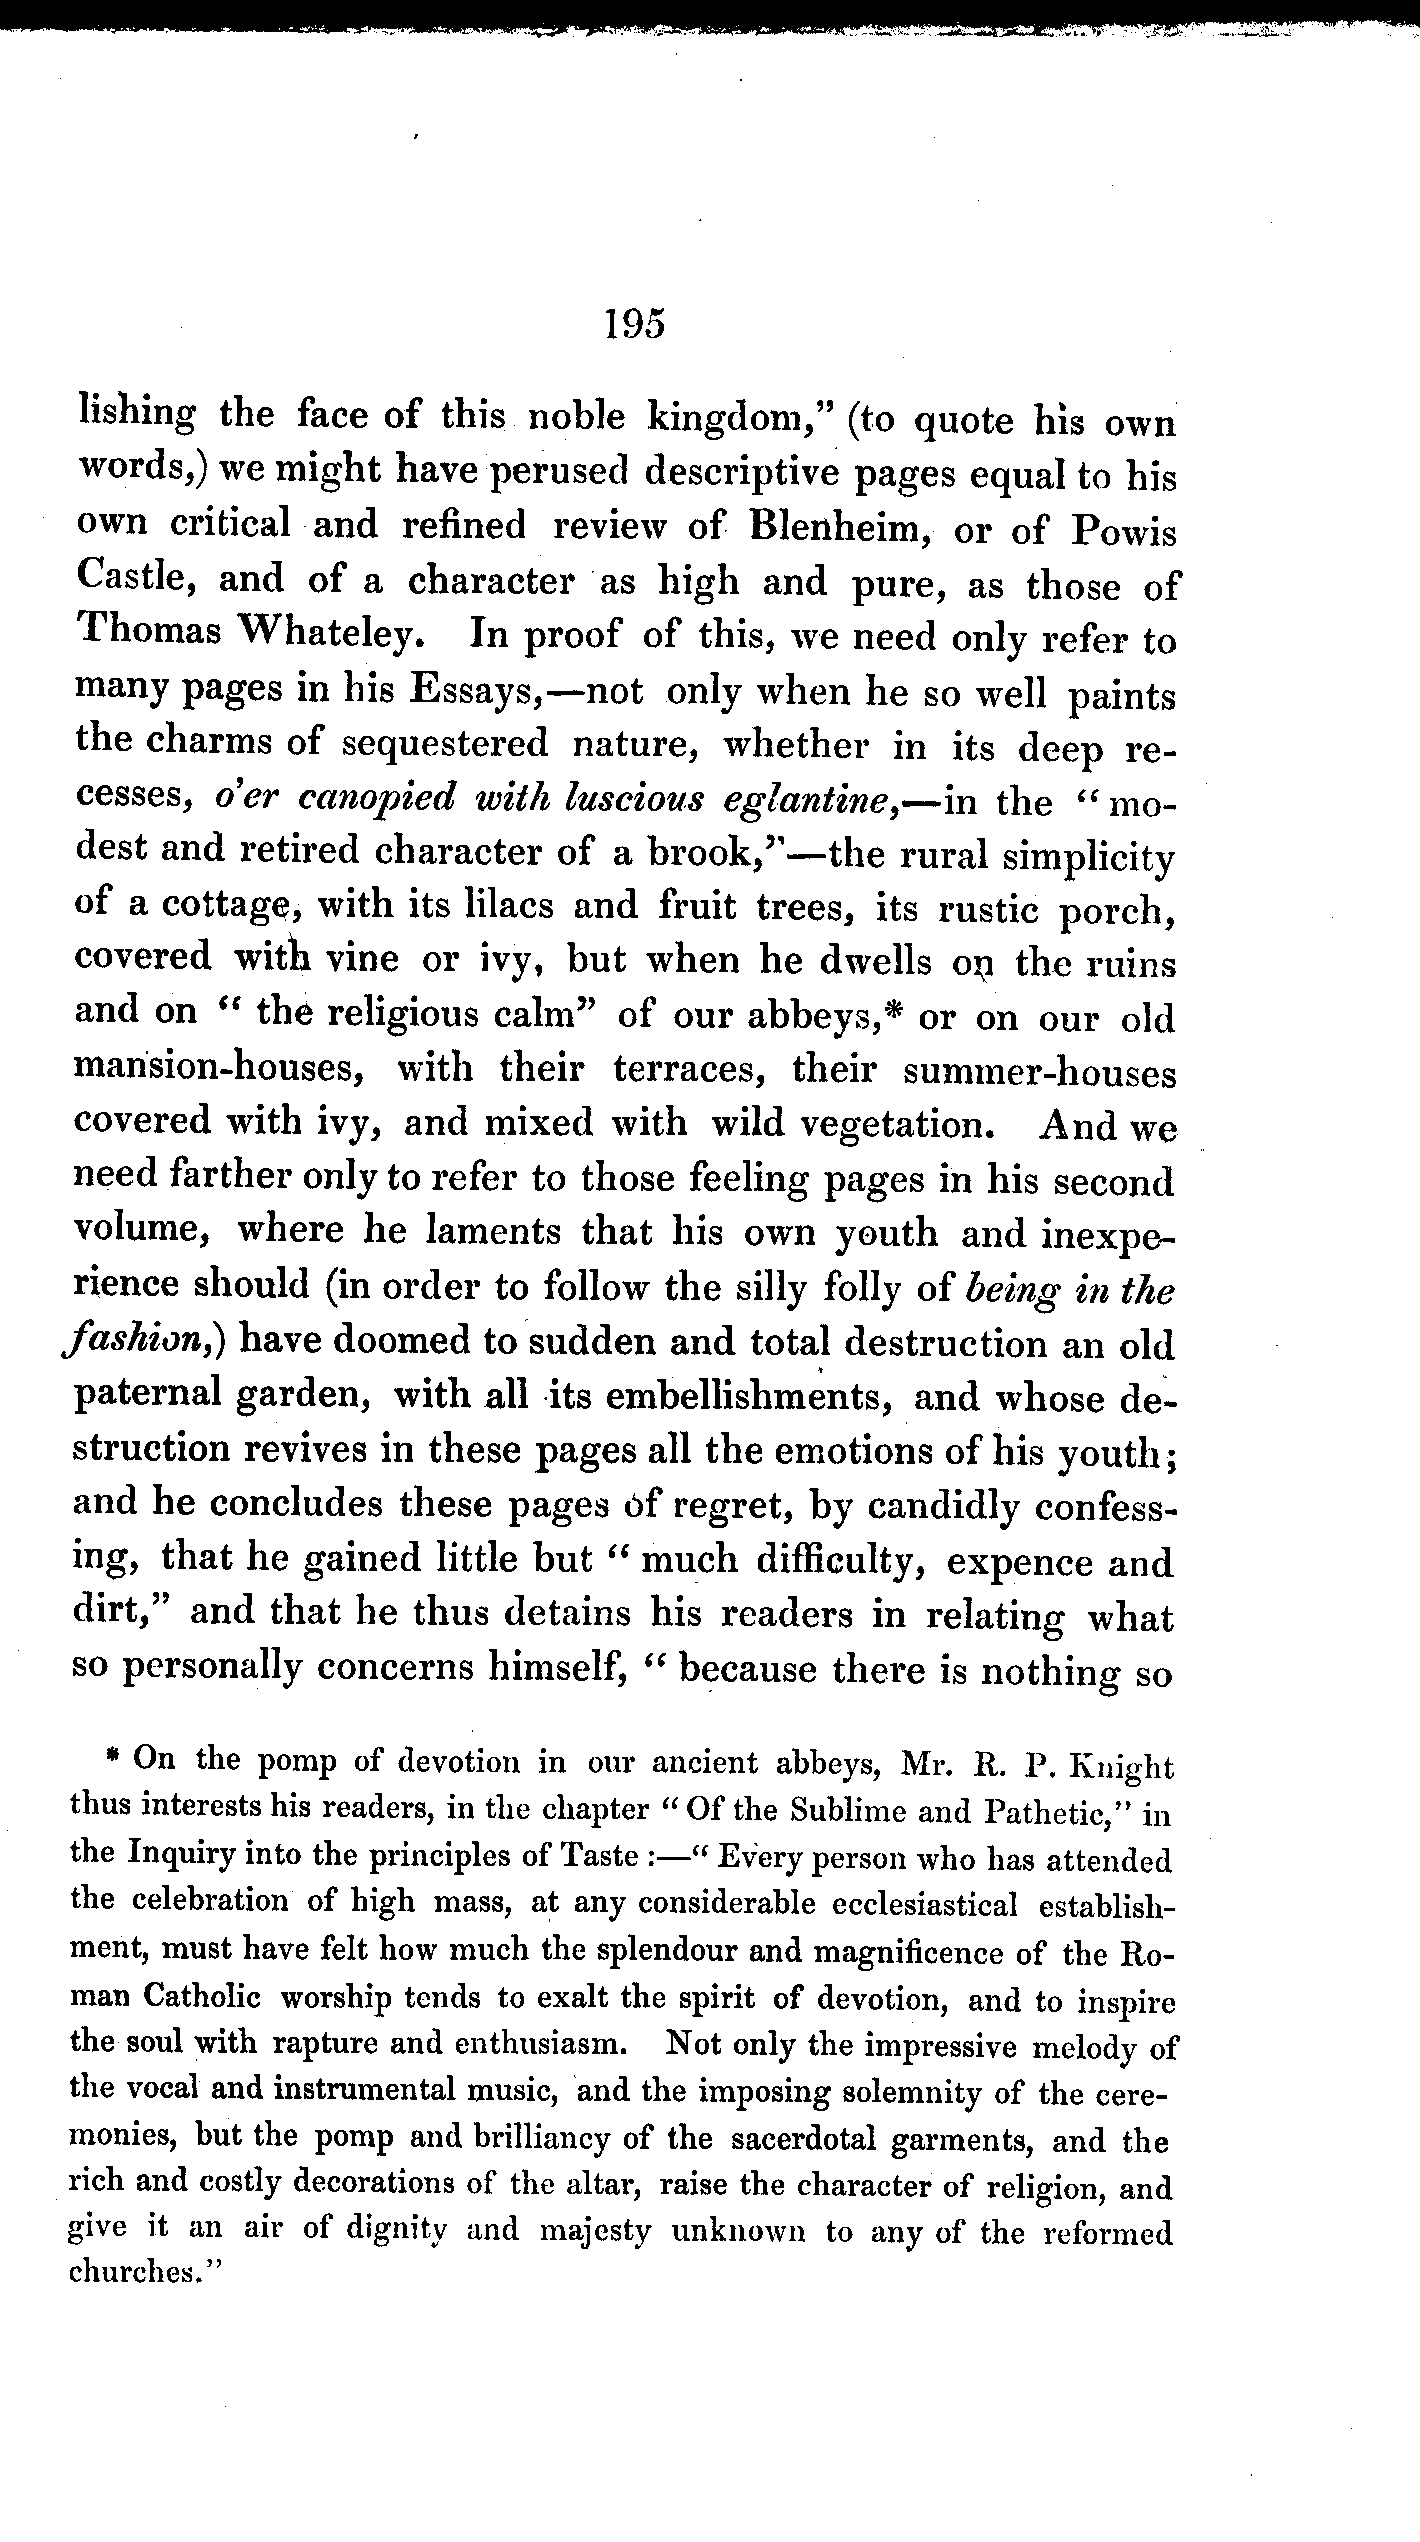 195
lishing the face of this noble kingdom,” (to quote his own
words,) we might have perused descriptive pages equal to his
own critical and refined review of Blenheim, or of Powis
Castle, and of a character as high and pure, as those of
Thomas Whateley. In proof of this, we need only refer to
many pages in his Essays,—not only when he so well paints
the charms of sequestered nature, whether in its deep re-
cesses, o'er canopied with luscious eglantine,—in the “ mo-
dest and retired character of a brook,”—the rural simplicity
of a cottage, with its lilacs and fruit trees, its rustic porch,
covered with vine or ivy, but when he dwells on the ruins
and on “ the religious calm” of our abbeys,* or on our old
mansion-houses, with their terraces, their summer-houses
covered with ivy, and mixed with wild vegetation. And we
need farther only to refer to those feeling pages in his second
volume, where he laments that his own youth and inexpe-
rience should (in order to follow the silly folly of being in the
fashion,) have doomed to sudden and total destruction an old
paternal garden, with all its embellishments, and whose de-
struction revives in these pages all the emotions of his youth;
and he concludes these pages of regret, by candidly confess-
ing, that he gained little but “ much difficulty, expence and
dirt,” and that he thus detains his readers in relating what
so personally concerns himself, “ because there is nothing so
* On the pomp of devotion in our ancient abbeys, Mr. R. P. Knight
thus interests his readers, in the chapter “ Of the Sublime and Pathetic,” in
the Inquiry into the principles of Taste :—“ Every person who has attended
the celebration of high mass, at any considerable ecclesiastical establish-
ment, must have felt how much the splendour and magnificence of the Ro-
man Catholic worship tends to exalt the spirit of devotion, and to inspire
the soul with rapture and enthusiasm. Not only the impressive melody of
the vocal and instrumental music, and the imposing solemnity of the cere-
monies, but the pomp and brilliancy of the sacerdotal garments, and the
rich and costly decorations of the altar, raise the character of religion, and
give it an air of dignity and majesty unknown to any of the reformed
churches.”